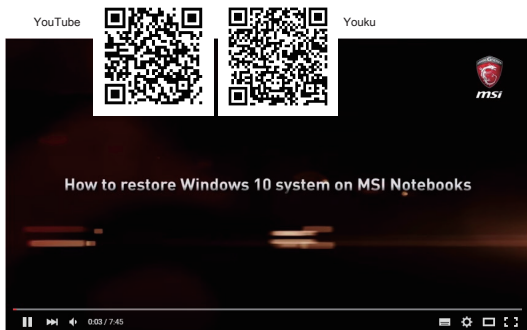 YouTube
Youku
msi
How to restore Windows 10 system on MSI Notebooks
0:03 / 7:45